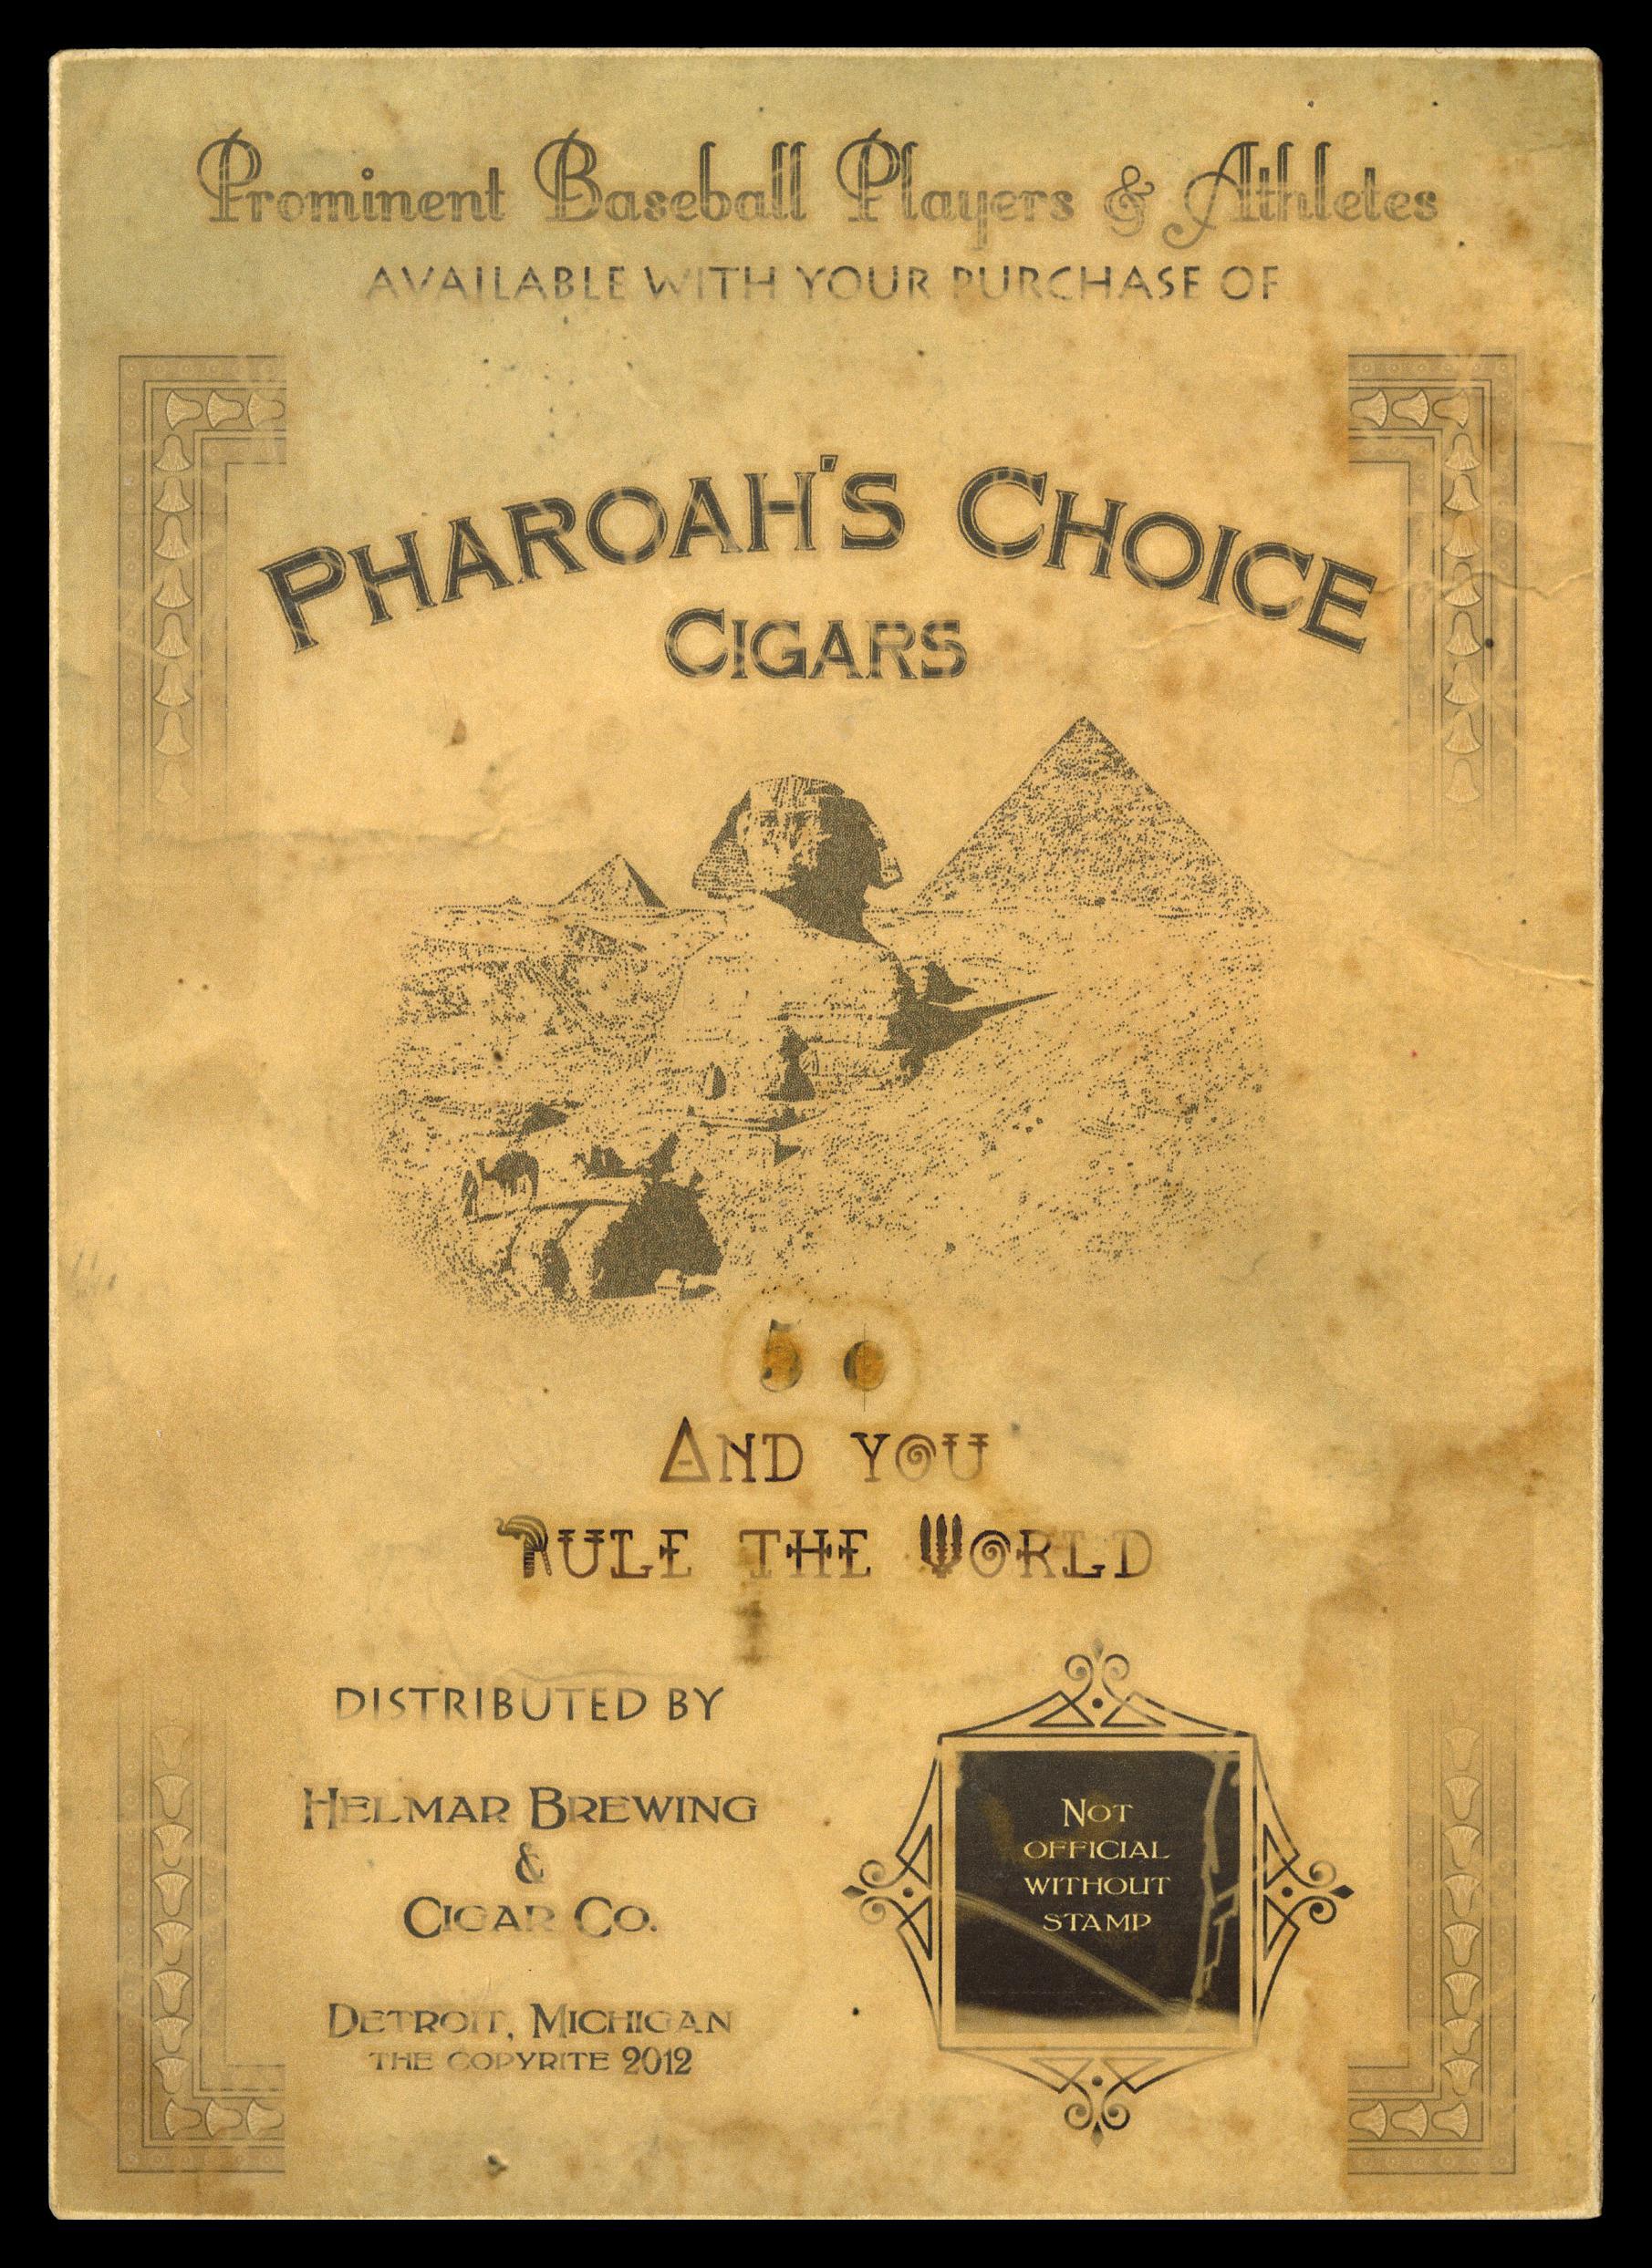 Prominent Baseball Players & Athletes
AVAILABLE WITH YOUR PURCHASE OF
PHAROAH'S CHOICE
CIGARS
5 ¢
AND YOU
RULE THE WORLD
DISTRIBUTED BY
HELMAR BREWING
&
CIGAR CO.
DETROIT, MICHIGAN
THE COPYRITE 2012
NOT
OFFICIAL
WITHOUT
STAMP